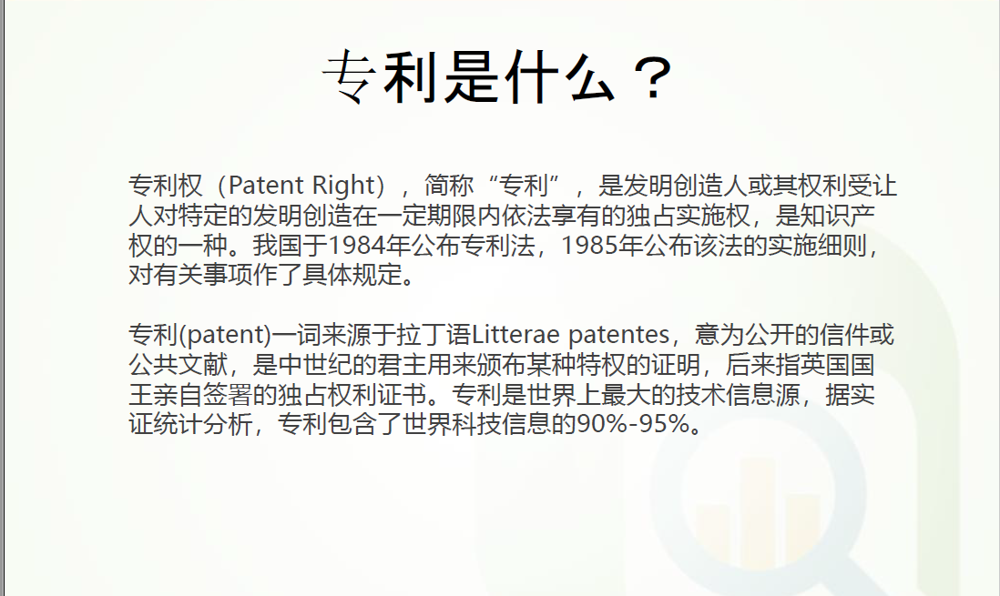 专利是什么？
专利权（Patent Right），简称“专利”，是发明创造人或其权利受让
人对特定的发明创造在一定期限内依法享有的独占实施权，是知识产
权的一种。我国于1984年公布专利法，1985年公布该法的实施细则，
对有关事项作了具体规定。
专利(patent)一词来源于拉丁语Litterae patentes，意为公开的信件或
公共文献，是中世纪的君主用来颁布某种特权的证明，后来指英国国
王亲自签署的独占权利证书。专利是世界上最大的技术信息源，据实
证统计分析，专利包含了世界科技信息的90%-95%。